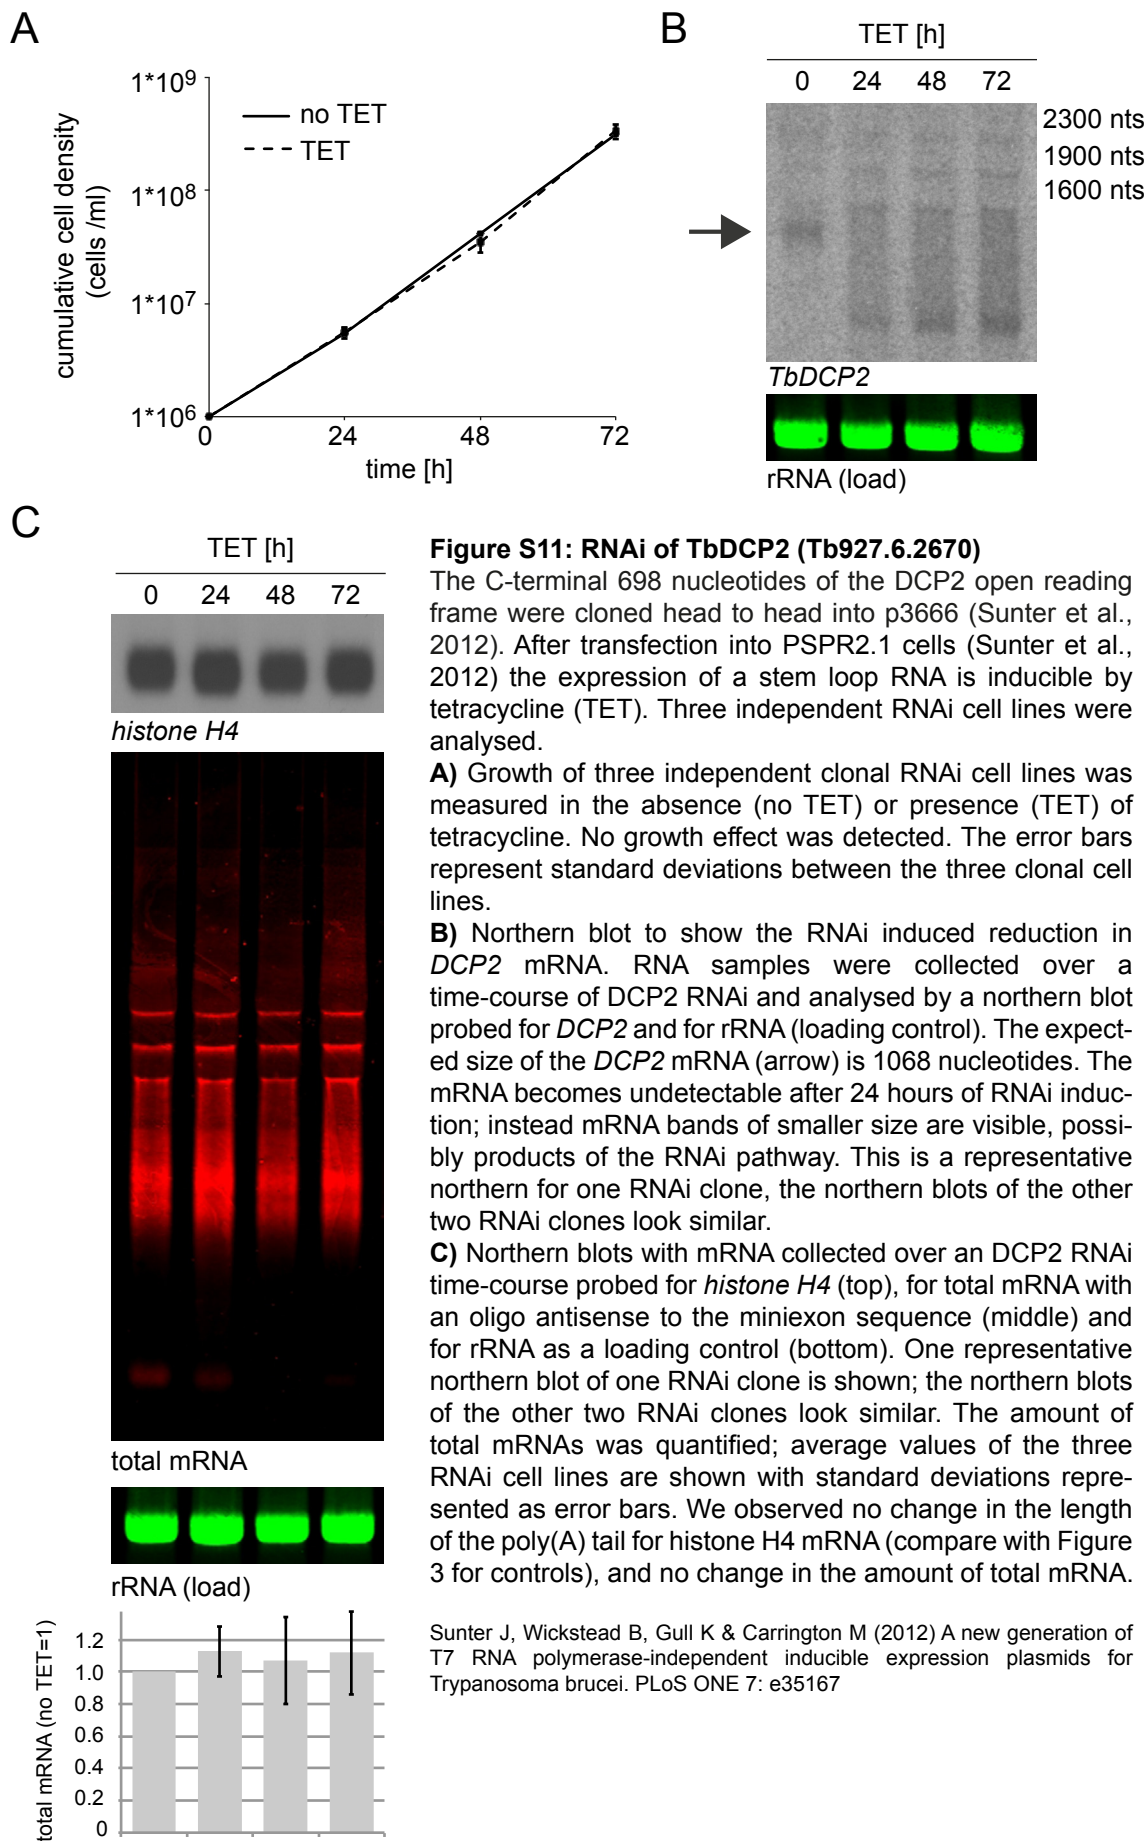 A
1*10^9
1*10^8
1*10^7
1*10^6
cumulative cell density
(cells /ml)
no TET
TET
0 24 48 72
time [h]
B
TET [h]
0 24 48 72
2300 nts
1900 nts
1600 nts
TbDCP2
rRNA (load)
C
TET [h]
0 24 48 72
histone H4
total mRNA
rRNA (load)
total mRNA (no TET=1)
1.2
1.0
0.8
0.6
0.4
0.2
0
Figure S11: RNAi of TbDCP2 (Tb927.6.2670)
The C-terminal 698 nucleotides of the DCP2 open reading
frame were cloned head to head into p3666 (Sunter et al.,
2012). After transfection into PSPR2.1 cells (Sunter et al.,
2012) the expression of a stem loop RNA is inducible by
tetracycline (TET). Three independent RNAi cell lines were
analysed.
A) Growth of three independent clonal RNAi cell lines was
measured in the absence (no TET) or presence (TET) of
tetracycline. No growth effect was detected. The error bars
represent standard deviations between the three clonal cell
lines.
B) Northern blot to show the RNAi induced reduction in
DCP2 mRNA. RNA samples were collected over a
time-course of DCP2 RNAi and analysed by a northern blot
probed for DCP2 and for rRNA (loading control). The expect-
ed size of the DCP2 mRNA (arrow) is 1068 nucleotides. The
mRNA becomes undetectable after 24 hours of RNAi induc-
tion; instead mRNA bands of smaller size are visible, possi-
bly products of the RNAi pathway. This is a representative
northern for one RNAi clone, the northern blots of the other
two RNAi clones look similar.
C) Northern blots with mRNA collected over an DCP2 RNAi
time-course probed for histone H4 (top), for total mRNA with
an oligo antisense to the miniexon sequence (middle) and
for rRNA as a loading control (bottom). One representative
northern blot of one RNAi clone is shown; the northern blots
of the other two RNAi clones look similar. The amount of
total mRNAs was quantified; average values of the three
RNAi cell lines are shown with standard deviations repre-
sented as error bars. We observed no change in the length
of the poly(A) tail for histone H4 mRNA (compare with Figure
3 for controls), and no change in the amount of total mRNA.
Sunter J, Wickstead B, Gull K & Carrington M (2012) A new generation of
T7 RNA polymerase-independent inducible expression plasmids for
Trypanosoma brucei. PLoS ONE 7: e35167